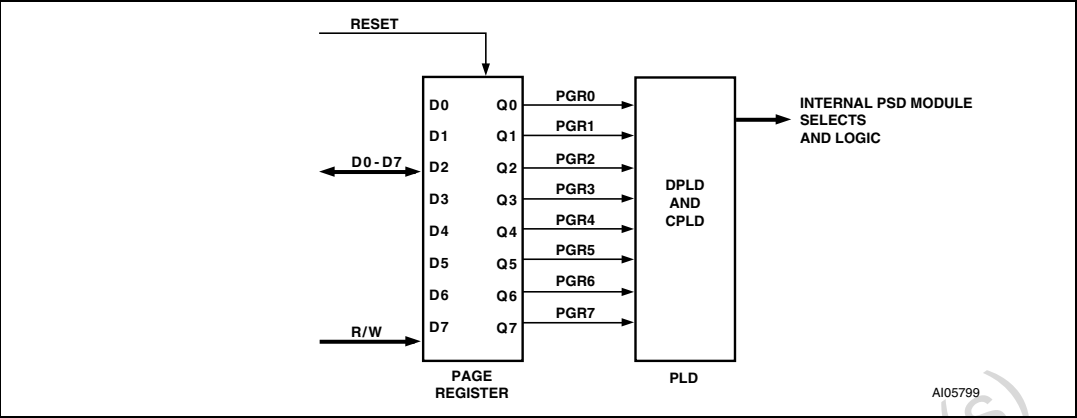 RESET
D0 Q0 PGR0
D1 Q1 PGR1
D0-D7 D2 Q2 PGR2
D3 Q3 PGR3
D4 Q4 PGR4
D5 Q5 PGR5
D6 Q6 PGR6
R/W D7 Q7 PGR7
DPLD
AND
CPLD
INTERNAL PSD MODULE
SELECTS
AND LOGIC
PAGE
REGISTER
PLD
AI05799